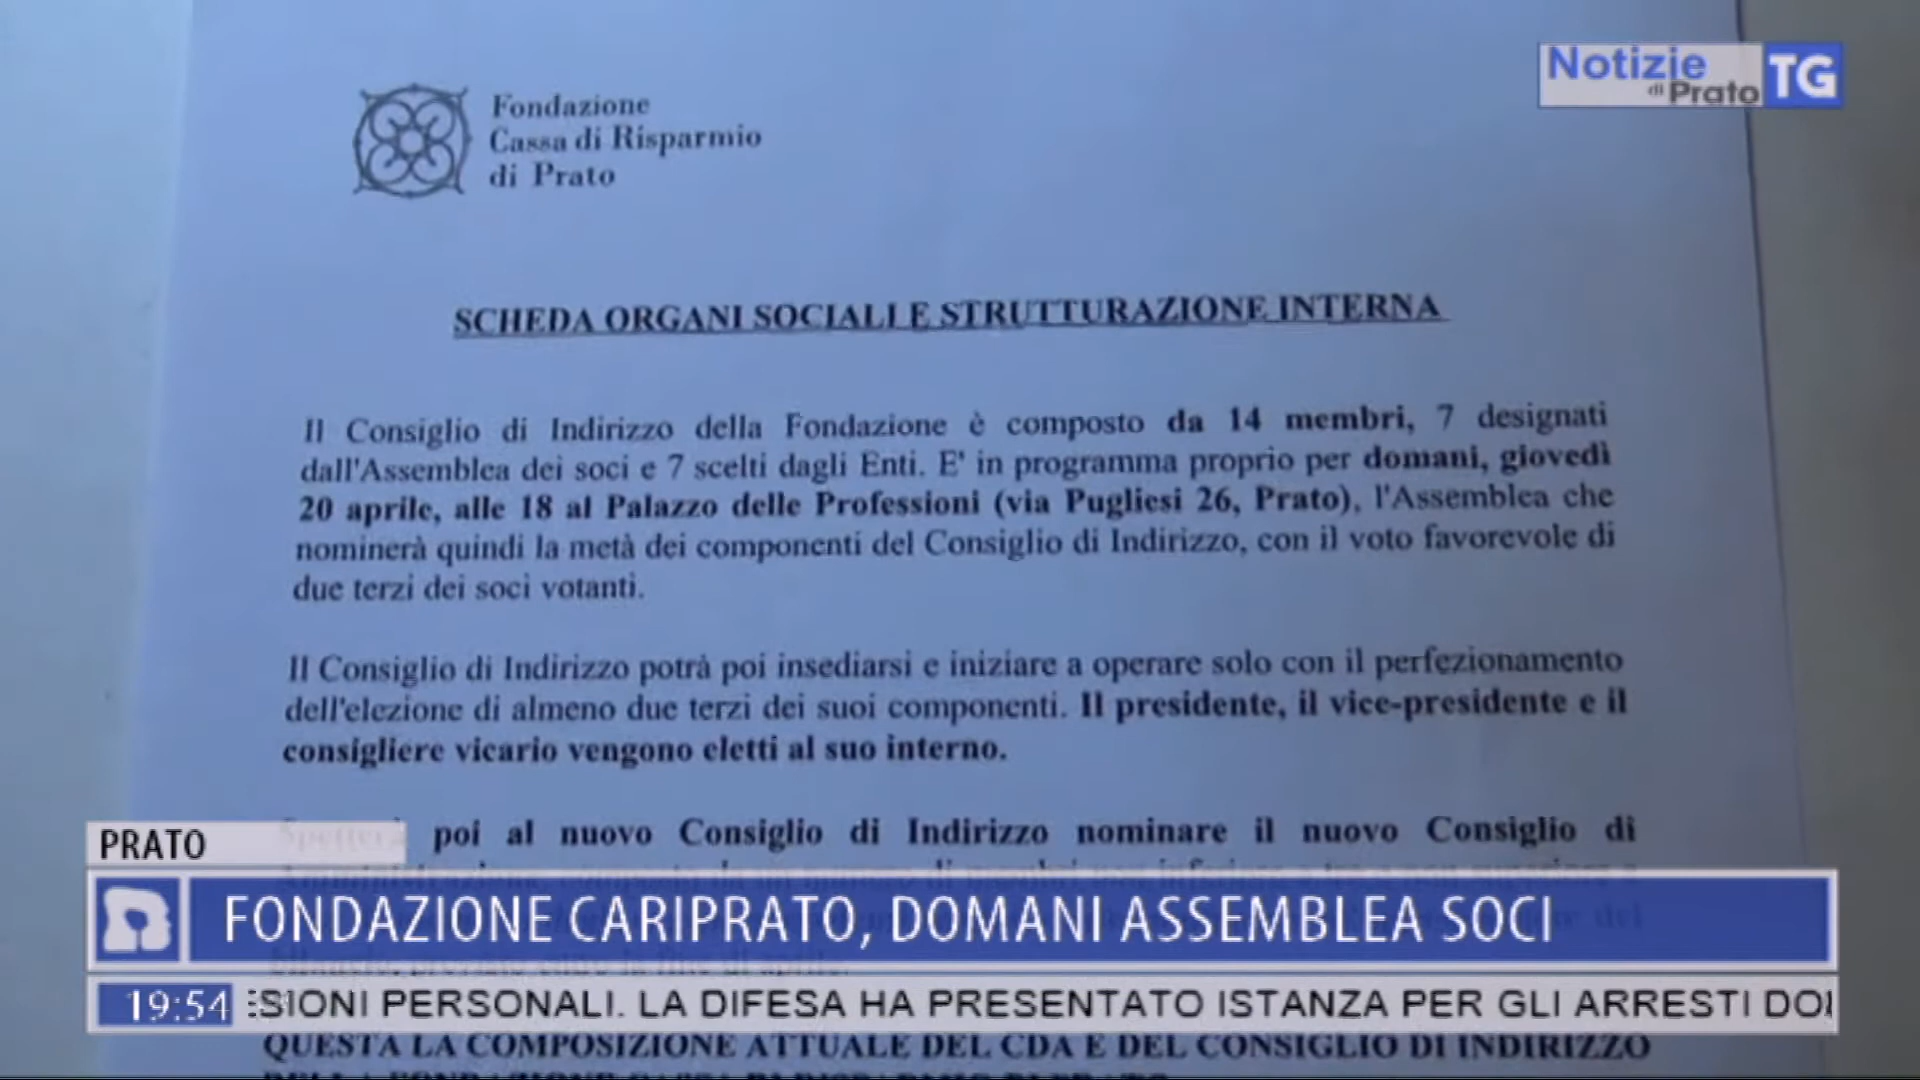 Notizie
di Prato TG
Fondazione
Cassa di Risparmio
di Prato
SCHEDA ORGANI SOCIALI E STRUTTURAZIONE INTERNA
Il Consiglio di Indirizzo della Fondazione è composto da 14 membri, 7 designati
dall'Assemblea dei soci e 7 scelti dagli Enti. E' in programma proprio per domani, giovedì
20 aprile, alle 18 al Palazzo delle Professioni (via Pugliesi 26, Prato), l'Assemblea che
nominerà quindi la metà dei componenti del Consiglio di Indirizzo, con il voto favorevole di
due terzi dei soci votanti.
Il Consiglio di Indirizzo potrà poi insediarsi e iniziare a operare solo con il perfezionamento
dell'elezione di almeno due terzi dei suoi componenti. Il presidente, il vice-presidente e il
consigliere vicario vengono eletti al suo interno.
poi al nuovo Consiglio di Indirizzo nominare il nuovo Consiglio di
PRATO
FONDAZIONE CARIPRATO, DOMANI ASSEMBLEA SOCI
19:54 ESSIONI PERSONALI. LA DIFESA HA PRESENTATO ISTANZA PER GLI ARRESTI DO
QUESTA LA COMPOSIZIONE ATTUALE DEL CDA E DEL CONSIGLIO DI INDIRIZZO